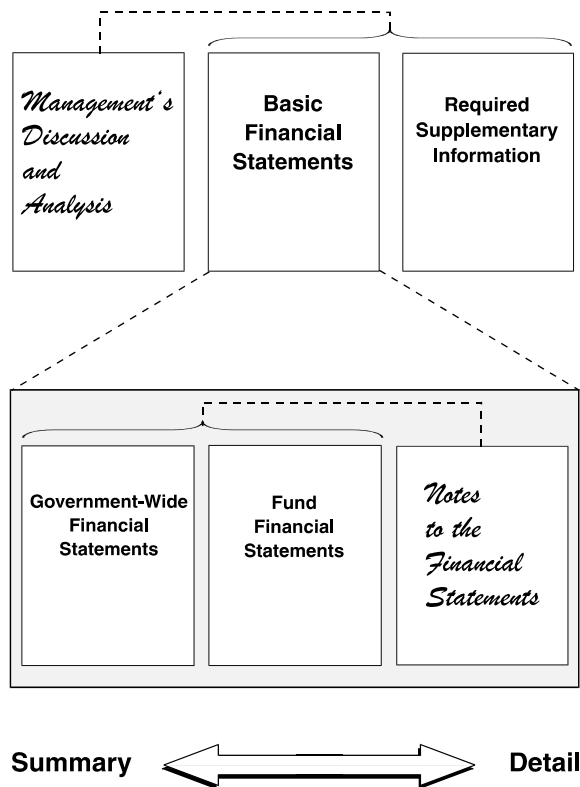 Management's
Discussion
and
Analysis
Basic
Financial
Statements
Required
Supplementary
Information
Government-Wide
Financial
Statements
Fund
Financial
Statements
Notes
to the
Financial
Statements
Summary
Detail